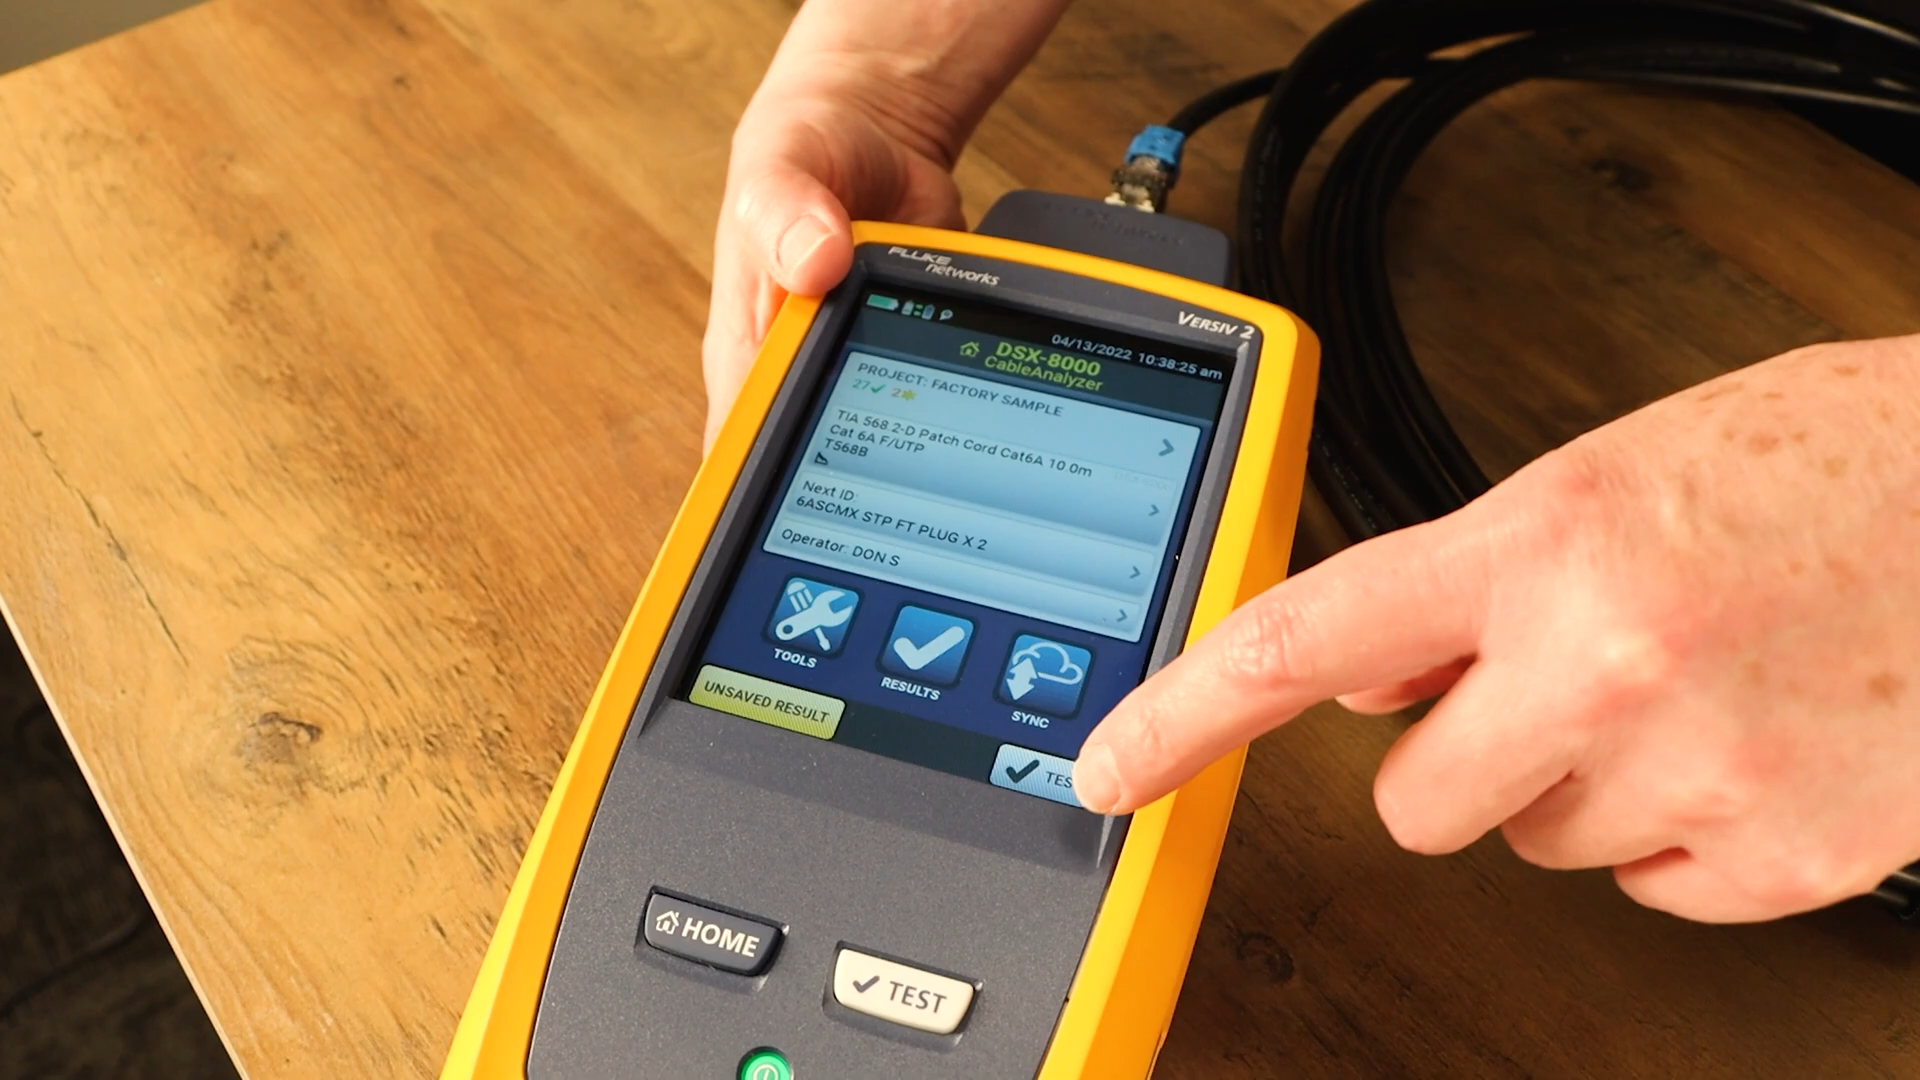 FLUKE
networks
VERSIV 2
04/13/2022 10:38:25 am
DSX-8000
CableAnalyzer
PROJECT: FACTORY SAMPLE
27 2
TIA 568.2-D Patch Cord Cat6A 10.0m
Cat 6A F/UTP
T568B
Next ID:
6ASCMX STP FT PLUG X 2
Operator: DON S
TOOLS
RESULTS
SYNC
UNSAVED RESULT
TES
HOME
TEST